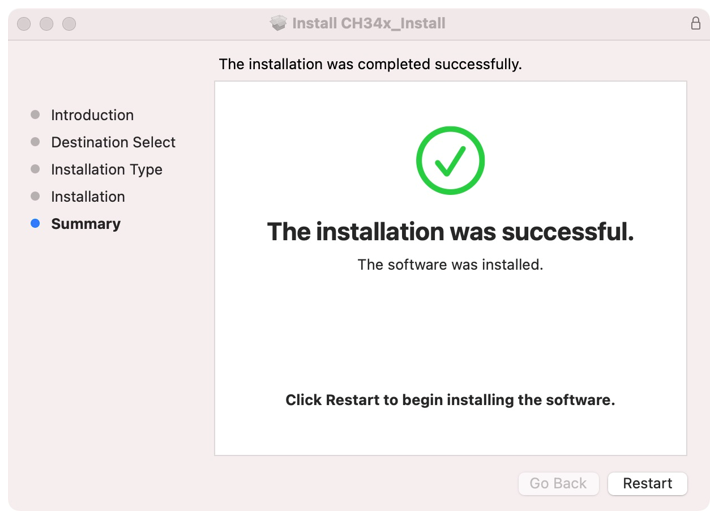 Install CH34x_Install
The installation was completed successfully.
Introduction
Destination Select
Installation Type
Installation
Summary
The installation was successful.
The software was installed.
Click Restart to begin installing the software.
Go Back
Restart